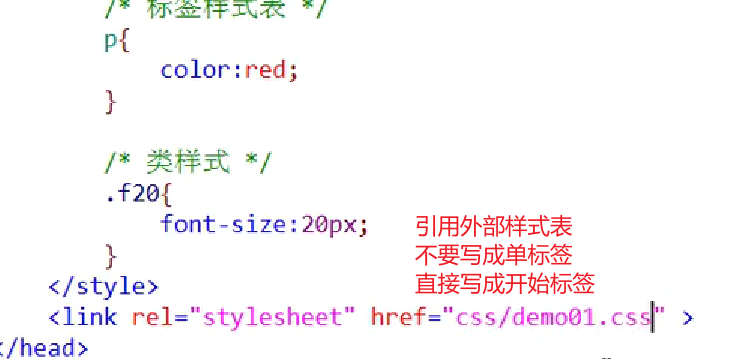 /* 标签样式表 */
p{
color:red;
}
/* 类样式 */
.f20{
font-size:20px;
引用外部样式表
}
不要写成单标签
</style>
直接写成开始标签
<link rel="stylesheet" href="css/demo01.css" >
</head>